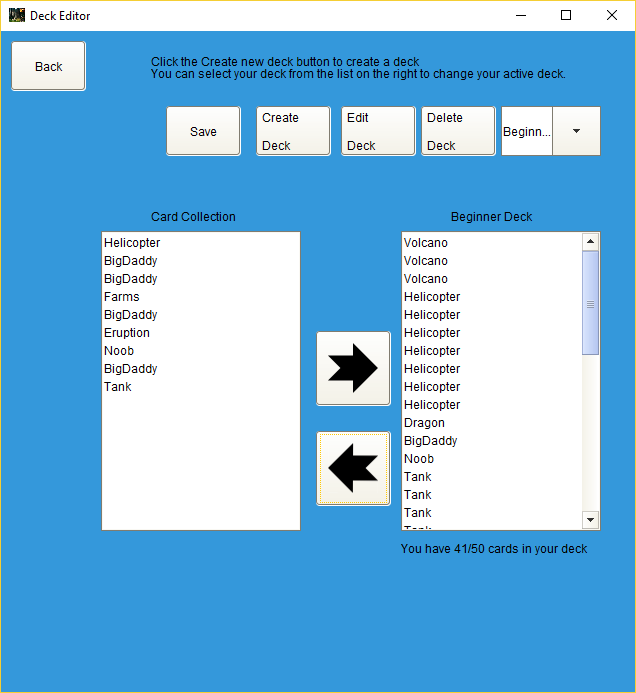 Deck Editor
Back
Click the Create new deck button to create a deck
You can select your deck from the list on the right to change your active deck.
Save
Create
Deck
Edit
Deck
Delete
Deck
Beginn...
Card Collection
Helicopter
BigDaddy
BigDaddy
Farms
BigDaddy
Eruption
Noob
BigDaddy
Tank
Beginner Deck
Volcano
Volcano
Volcano
Helicopter
Helicopter
Helicopter
Helicopter
Helicopter
Helicopter
Helicopter
Dragon
BigDaddy
Noob
Tank
Tank
Tank
Tank
You have 41/50 cards in your deck